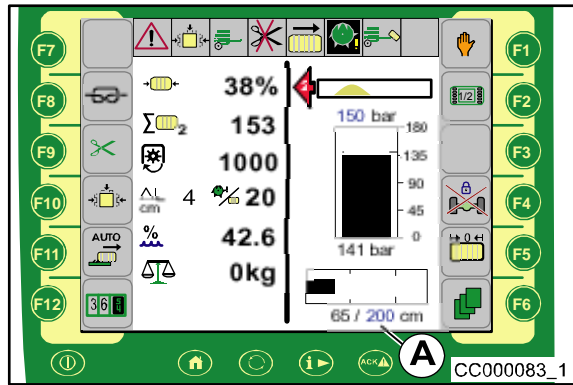 F7
F1
F8
38%
1/2
F2
150 bar
180
Σ 2
153
F9
1000
135
F3
90
F10
cm
4
20
45
F4
AUTO
%
42.6
0
141 bar
0
F11
F5
0kg
F12
36
65 / 200 cm
F6
A
i
ACK
CC000083_1